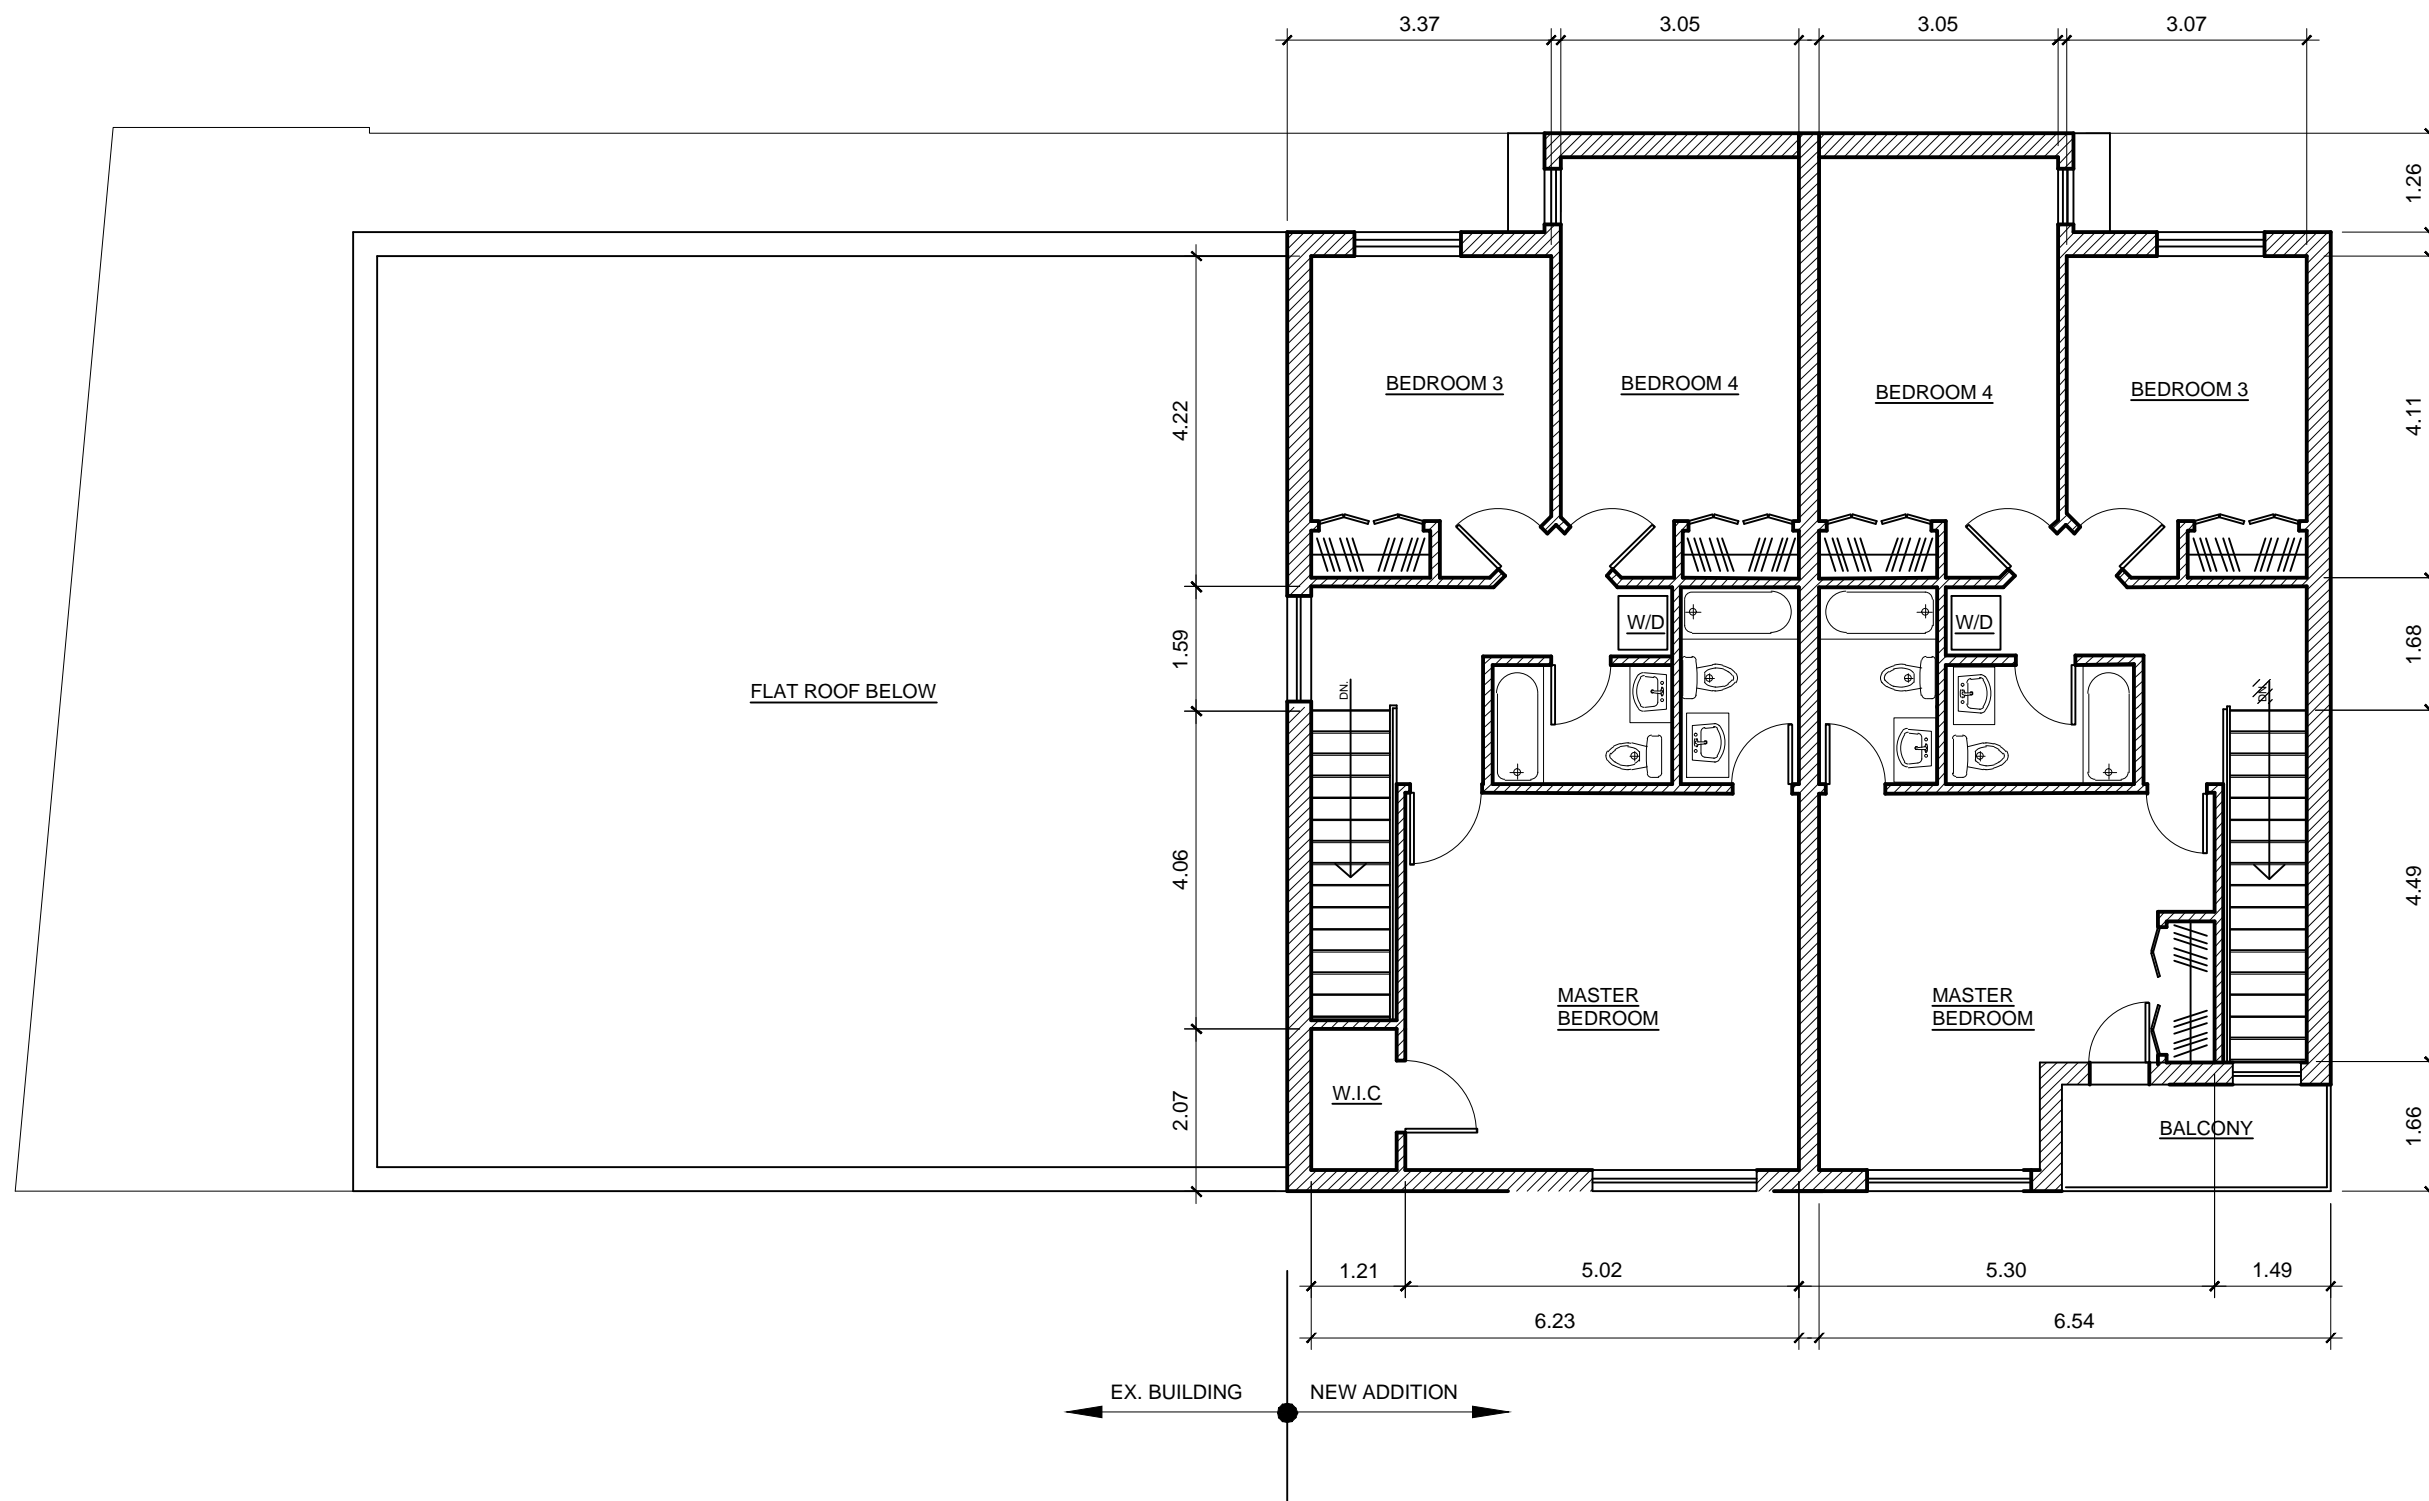 3.37 3.05 3.05 3.07
1.26
BEDROOM 3 BEDROOM 4 BEDROOM 4 BEDROOM 3
4.22 4.11
W/D W/D
1.59 1.68
FLAT ROOF BELOW
DN. DN.
4.06 4.49
MASTER
BEDROOM
MASTER
BEDROOM
W.I.C
2.07
BALCONY
1.66
1.21 5.02 5.30 1.49
6.23 6.54
EX. BUILDING NEW ADDITION